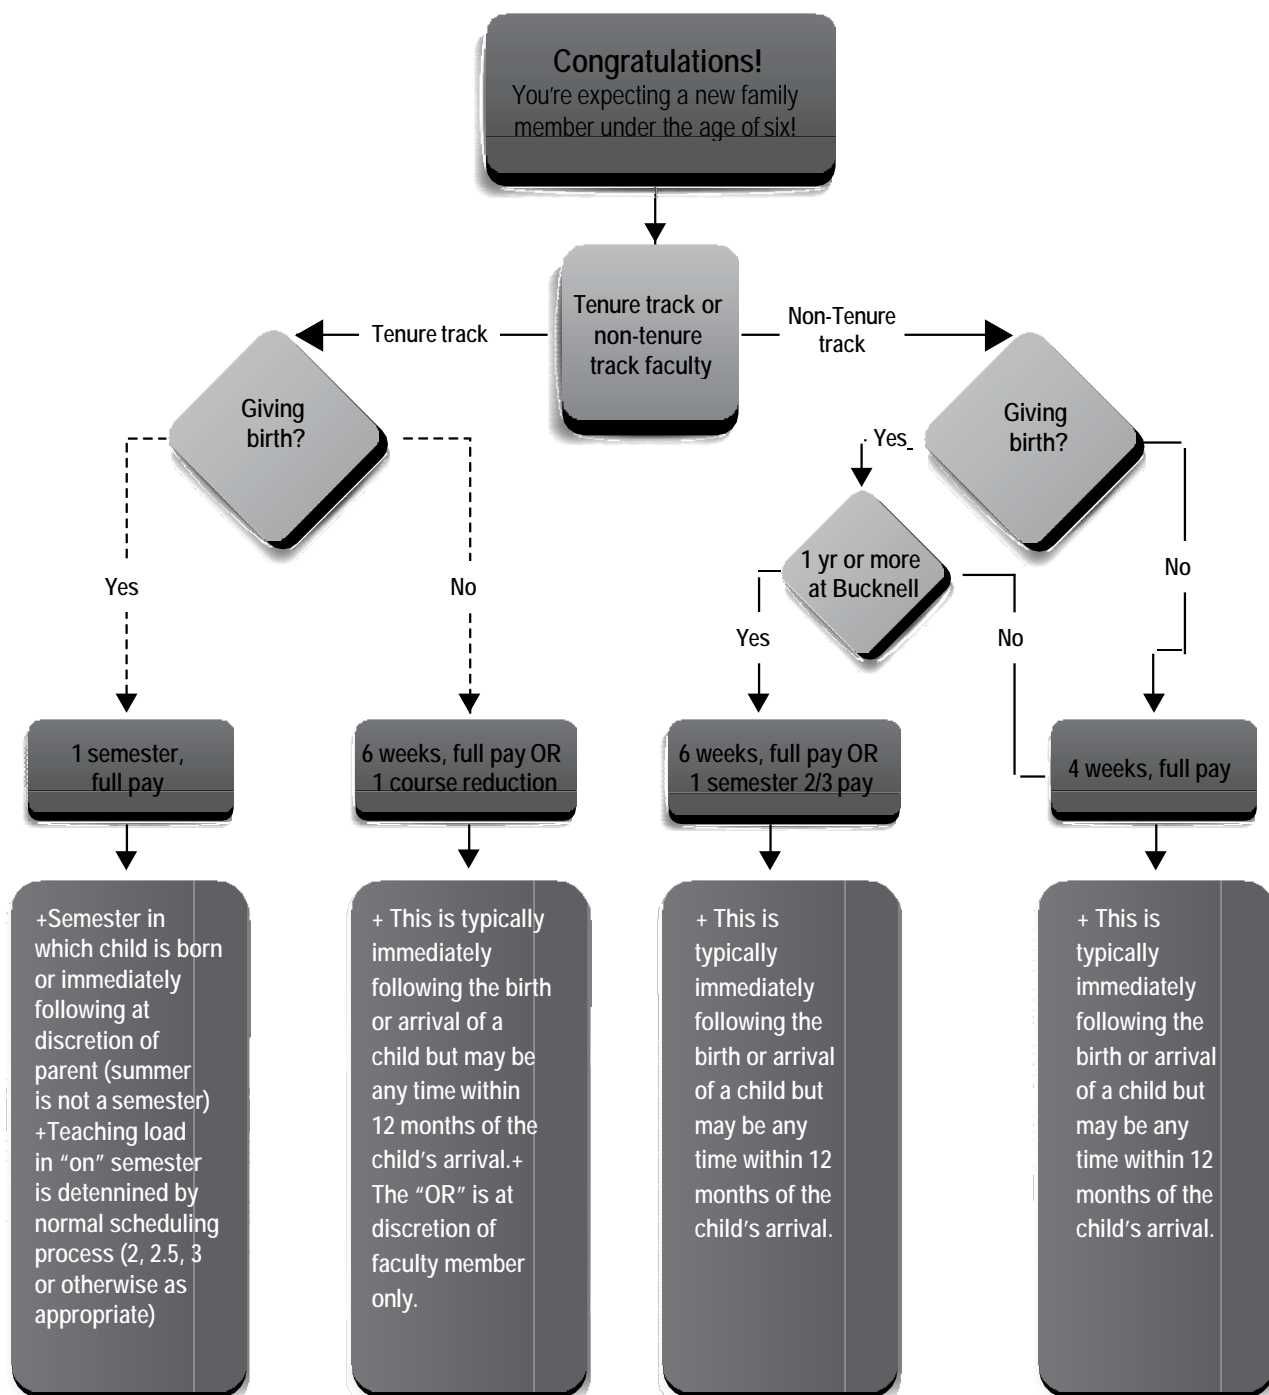 Congratulations!
You're expecting a new family
member under the age of six!
Tenure track or
non-tenure
track faculty
Tenure track
Non-Tenure
track
Giving
birth?
Giving
birth?
Yes
1 yr or more
at Bucknell
Yes
No
Yes
No
No
1 semester,
full pay
6 weeks, full pay OR
1 course reduction
6 weeks, full pay OR
1 semester 2/3 pay
4 weeks, full pay
+Semester in
which child is born
or immediately
following at
discretion of
parent (summer
is not a semester)
+Teaching load
in “on” semester
is detennined by
normal scheduling
process (2, 2.5, 3
or otherwise as
appropriate)
+ This is typically
immediately
following the birth
or arrival of a
child but may be
any time within
12 months of the
child’s arrival.+
The “OR” is at
discretion of
faculty member
only.
+ This is
typically
immediately
following the
birth or arrival
of a child but
may be any
time within 12
months of the
child’s arrival.
+ This is
typically
immediately
following the
birth or arrival
of a child but
may be any
time within 12
months of the
child’s arrival.